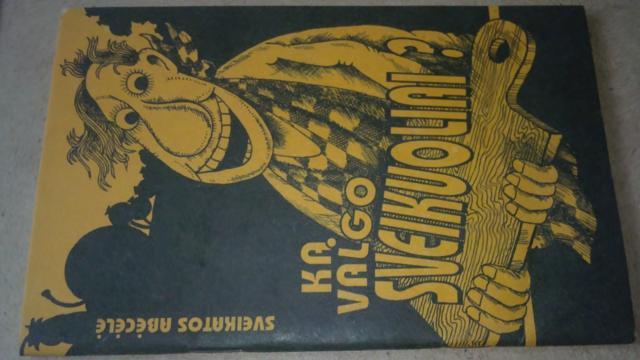 KĄ
VALGO
SVEIKUOLIAI?
SVEIKATOS ABĖCĖLĖ